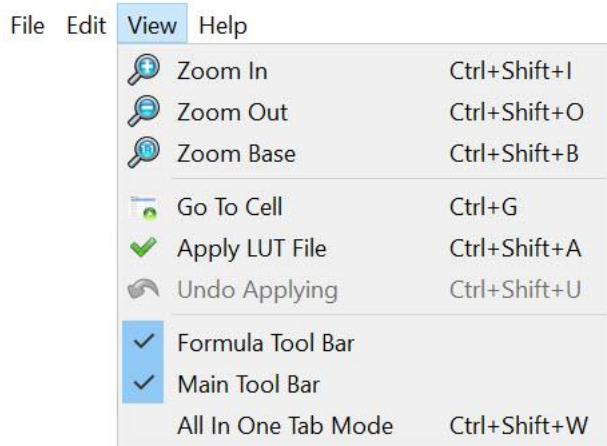 File Edit View Help
Zoom In Ctrl+Shift+I
Zoom Out Ctrl+Shift+O
Zoom Base Ctrl+Shift+B
Go To Cell Ctrl+G
Apply LUT File Ctrl+Shift+A
Undo Applying Ctrl+Shift+U
Formula Tool Bar
Main Tool Bar
All In One Tab Mode Ctrl+Shift+W